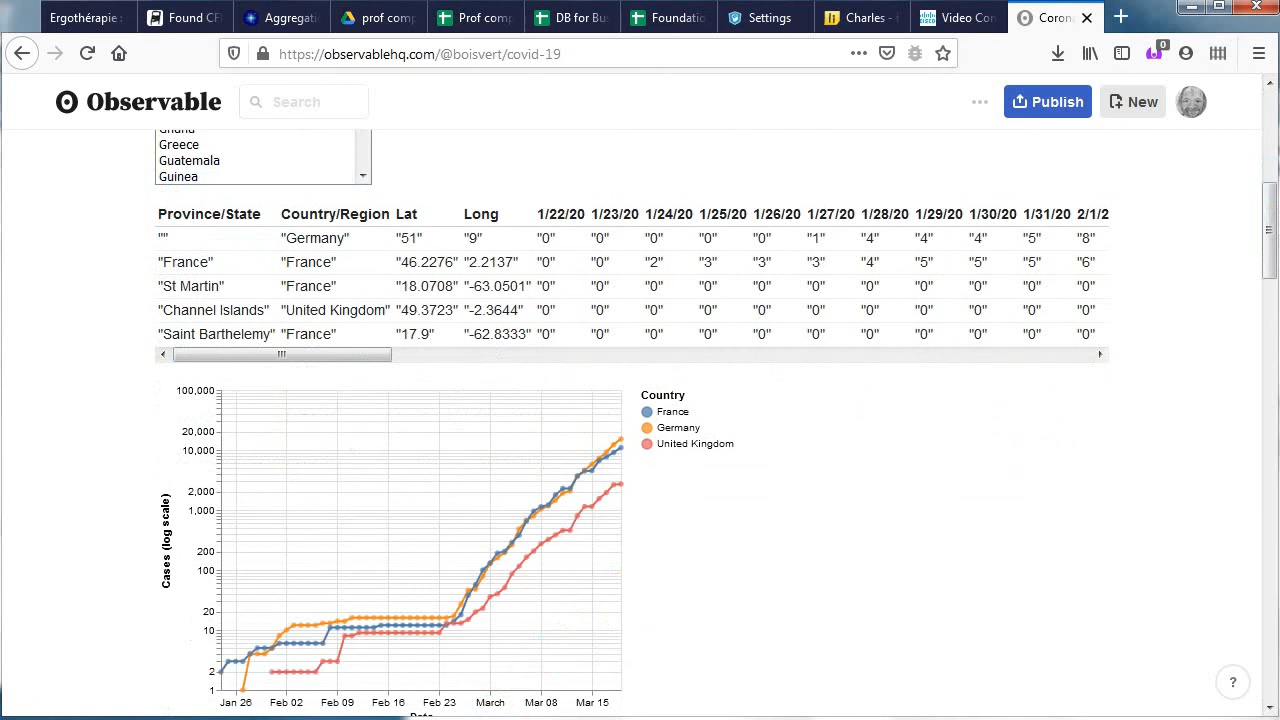 Ergothérapie
Found CF
Aggregati
prof comp
Prof comp
DB for Bus
Foundatio
Settings
Charles -
Video Con
Corona
https://observablehq.com/@boisvert/covid-19
0
Observable
Search
Publish
New
Ghana
Greece
Guatemala
Guinea
Province/State Country/Region Lat Long 1/22/20 1/23/20 1/24/20 1/25/20 1/26/20 1/27/20 1/28/20 1/29/20 1/30/20 1/31/20 2/1/2
"" "Germany" "51" "9" "0" "0" "0" "0" "0" "1" "4" "4" "4" "5" "8"
"France" "France" "46.2276" "2.2137" "0" "0" "2" "3" "3" "3" "4" "5" "5" "5" "6"
"St Martin" "France" "18.0708" "-63.0501" "0" "0" "0" "0" "0" "0" "0" "0" "0" "0" "0"
"Channel Islands" "United Kingdom" "49.3723" "-2.3644" "0" "0" "0" "0" "0" "0" "0" "0" "0" "0" "0"
"Saint Barthelemy" "France" "17.9" "-62.8333" "0" "0" "0" "0" "0" "0" "0" "0" "0" "0" "0"
100,000
20,000
10,000
2,000
1,000
200
100
20
10
2
1
Cases (log scale)
Jan 26 Feb 02 Feb 09 Feb 16 Feb 23 March Mar 08 Mar 15
Date
Country
France
Germany
United Kingdom
?